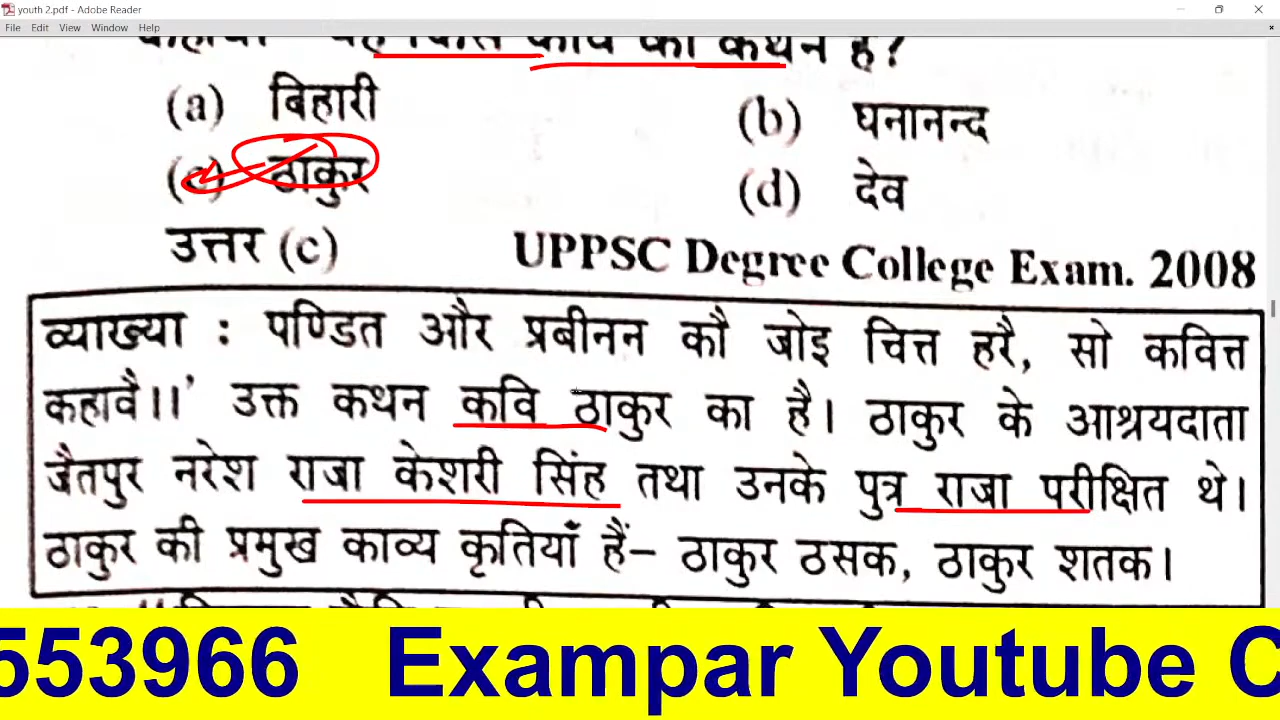 youth 2.pdf - Adobe Reader
File Edit View Window Help
कथन है?
(a) बिहारी (b) घनानन्द
(c) ठाकुर (d) देव
उत्तर (c) UPPSC Degree College Exam. 2008
व्याख्या : पण्डित और प्रबीनन कौ जोइ चित्त हरै, सो कवित्त
कहावै।।' उक्त कथन कवि ठाकुर का है। ठाकुर के आश्रयदाता
जैतपुर नरेश राजा केशरी सिंह तथा उनके पुत्र राजा परीक्षित थे।
ठाकुर की प्रमुख काव्य कृतियाँ हैं– ठाकुर ठसक, ठाकुर शतक।
553966 Exampar Youtube C